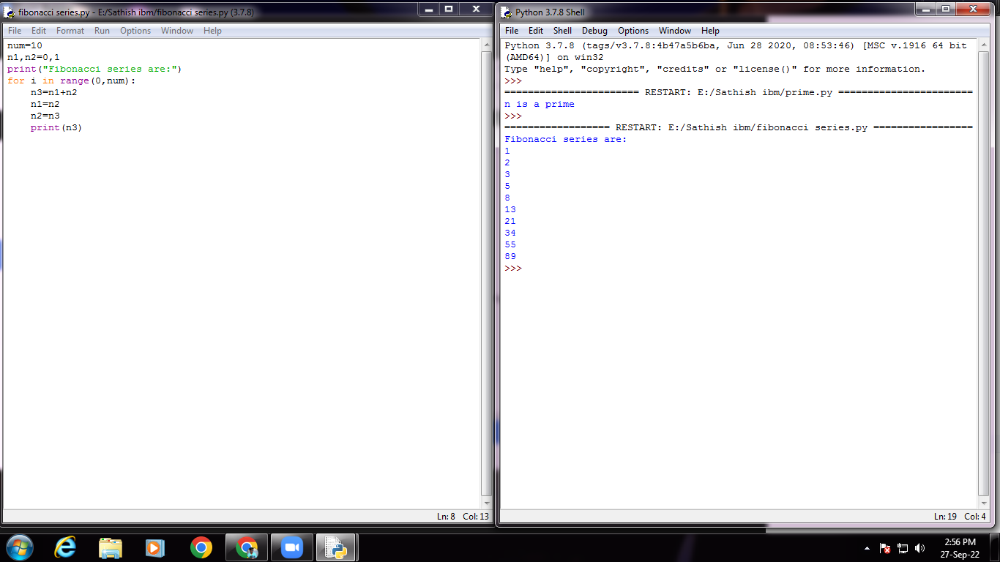 fibonacci series.py - E:/Sathish ibm/fibonacci series.py (3.7.8)
File Edit Format Run Options Window Help
num=10
n1,n2=0,1
print("Fibonacci series are:")
for i in range(0,num):
    n3=n1+n2
    n1=n2
    n2=n3
    print(n3)
Ln: 8 Col: 13
Python 3.7.8 Shell
File Edit Shell Debug Options Window Help
Python 3.7.8 (tags/v3.7.8:4b47a5b6ba, Jun 28 2020, 08:53:46) [MSC v.1916 64 bit
(AMD64)] on win32
Type "help", "copyright", "credits" or "license()" for more information.
>>>
======================= RESTART: E:/Sathish ibm/prime.py =======================
n is a prime
>>>
================== RESTART: E:/Sathish ibm/fibonacci series.py =================
Fibonacci series are:
1
2
3
5
8
13
21
34
55
89
>>>
Ln: 19 Col: 4
2:56 PM
27-Sep-22